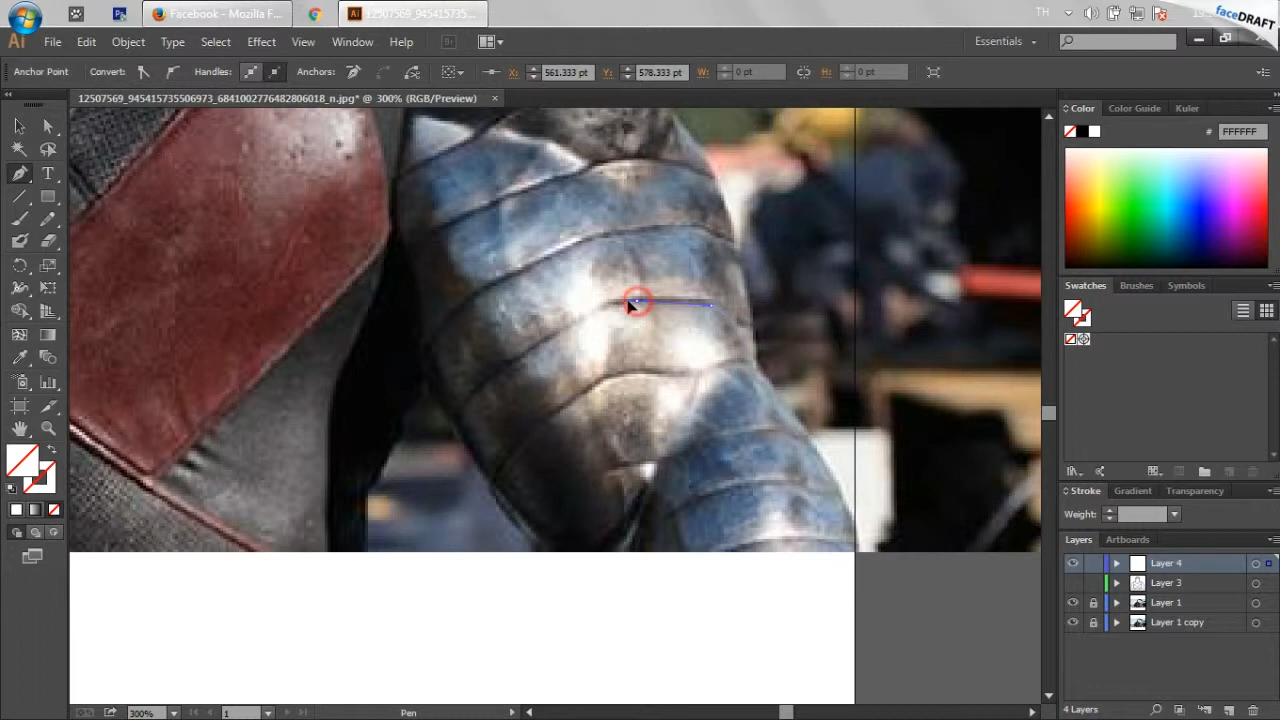 Facebook - Mozilla F...
12507569_945415735...
TH
faceDRAFT
Ai File Edit Object Type Select Effect View Window Help
Br
Essentials
Anchor Point Convert: Handles: Anchors: X: 561.333 pt Y: 578.333 pt W: 0 pt H: 0 pt
12507569_945415735506973_6841002776482806018_n.jpg* @ 300% (RGB/Preview)
Color Color Guide Kuler
# FFFFFF
Swatches Brushes Symbols
Stroke Gradient Transparency
Weight:
Layers Artboards
Layer 4
Layer 3
Layer 1
Layer 1 copy
300% 1 Pen
4 Layers